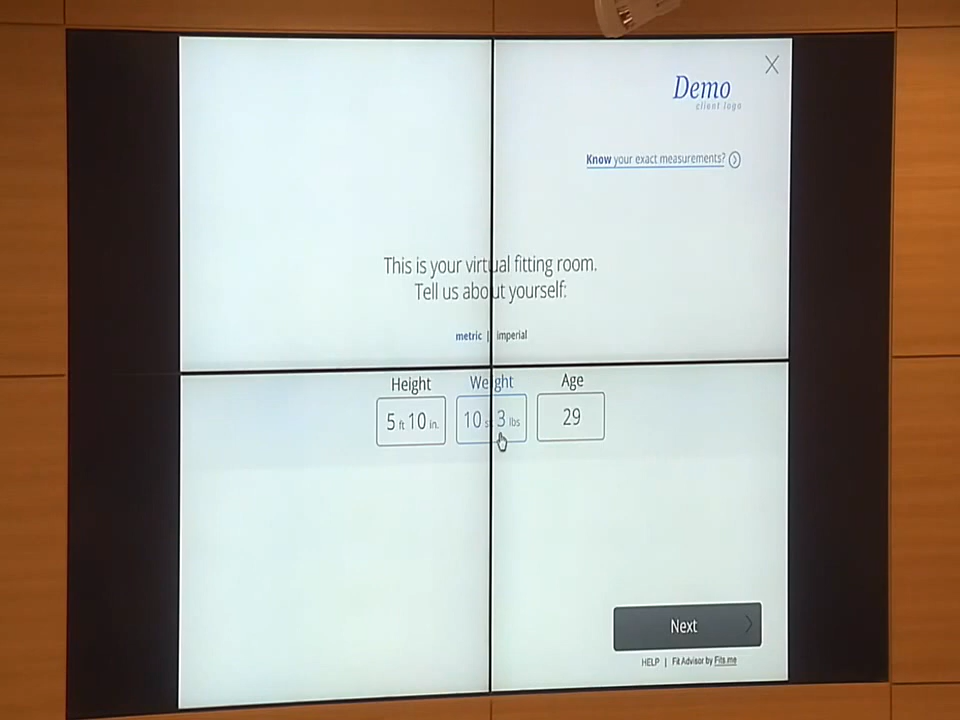 X
Demo
client logo
Know your exact measurements?
This is your virtual fitting room.
Tell us about yourself:
metric | imperial
Height Weight Age
5 ft 10 in. 10 s 3 lbs 29
Next
HELP | Fit Advisor by Fits.me